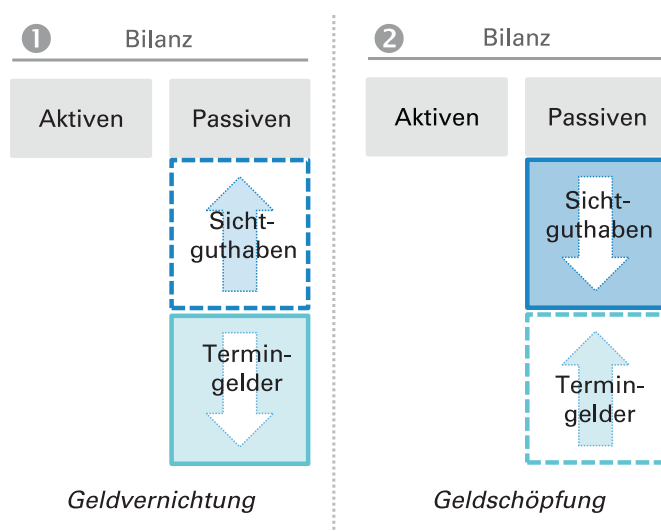 1 Bilanz
Aktiven Passiven
Sicht-
guthaben
Termin-
gelder
Geldvernichtung
2 Bilanz
Aktiven Passiven
Sicht-
guthaben
Termin-
gelder
Geldschöpfung